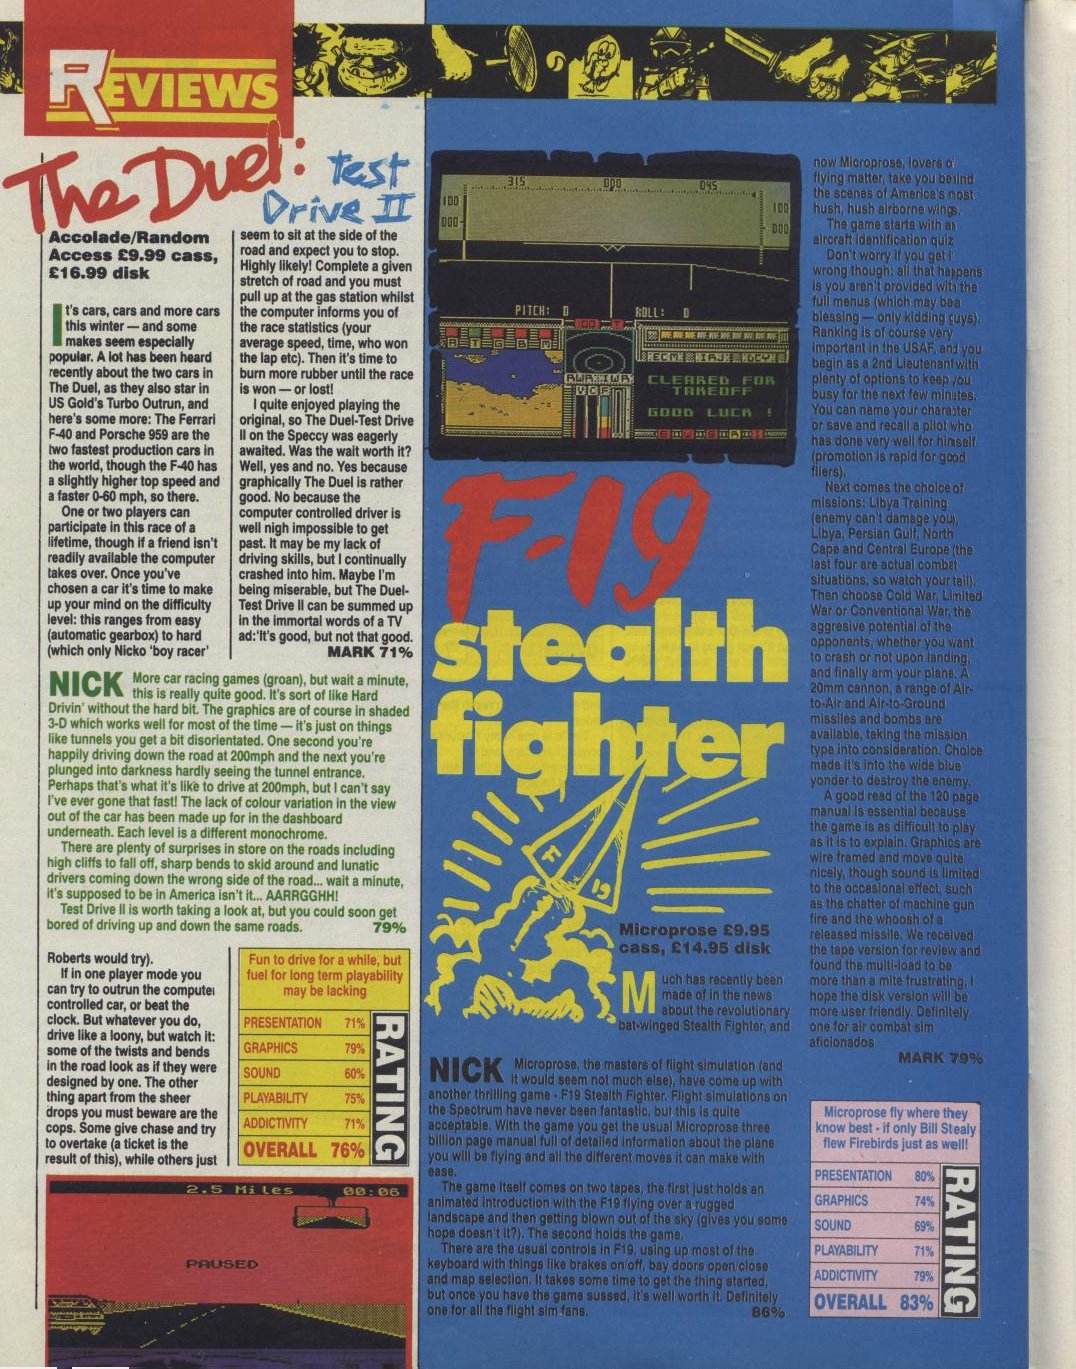 REVIEWS
The Duel:
Test
Drive II
Accolade/Random
Access £9.99 cass,
£16.99 disk
It's cars, cars and more cars
this winter — and some
makes seem especially
popular. A lot has been heard
recently about the two cars in
The Duel, as they also star in
US Gold's Turbo Outrun, and
here's some more: The Ferrari
F-40 and Porsche 959 are the
two fastest production cars in
the world, though the F-40 has
a slightly higher top speed and
a faster 0-60 mph, so there.
One or two players can
participate in this race of a
lifetime, though if a friend isn't
readily available the computer
takes over. Once you've
chosen a car it's time to make
up your mind on the difficulty
level: this ranges from easy
(automatic gearbox) to hard
(which only Nicko 'boy racer'
Roberts would try).
If in one player mode you
can try to outrun the computer
controlled car, or beat the
clock. But whatever you do,
drive like a loony, but watch it:
some of the twists and bends
in the road look as if they were
designed by one. The other
thing apart from the sheer
drops you must beware are the
cops. Some give chase and try
to overtake (a ticket is the
result of this), while others just
seem to sit at the side of the
road and expect you to stop.
Highly likely! Complete a given
stretch of road and you must
pull up at the gas station whilst
the computer informs you of
the race statistics (your
average speed, time, who won
the lap etc). Then it's time to
burn more rubber until the race
is won — or lost!
I quite enjoyed playing the
original, so The Duel-Test Drive
II on the Speccy was eagerly
awaited. Was the wait worth it?
Well, yes and no. Yes because
graphically The Duel is rather
good. No because the
computer controlled driver is
well nigh impossible to get
past. It may be my lack of
driving skills, but I continually
crashed into him. Maybe I'm
being miserable, but The Duel-
Test Drive II can be summed up
in the immortal words of a TV
ad:'It's good, but not that good.
MARK 71%
NICK More car racing games (groan), but wait a minute,
this is really quite good. It's sort of like Hard
Drivin' without the hard bit. The graphics are of course in shaded
3-D which works well for most of the time — it's just on things
like tunnels you get a bit disorientated. One second you're
happily driving down the road at 200mph and the next you're
plunged into darkness hardly seeing the tunnel entrance.
Perhaps that's what it's like to drive at 200mph, but I can't say
I've ever gone that fast! The lack of colour variation in the view
out of the car has been made up for in the dashboard
underneath. Each level is a different monochrome.
There are plenty of surprises in store on the roads including
high cliffs to fall off, sharp bends to skid around and lunatic
drivers coming down the wrong side of the road... wait a minute,
it's supposed to be in America isn't it... AARRGGHH!
Test Drive II is worth taking a look at, but you could soon get
bored of driving up and down the same roads. 79%
Fun to drive for a while, but
fuel for long term playability
may be lacking
PRESENTATION 71%
GRAPHICS 79%
SOUND 60%
PLAYABILITY 75%
ADDICTIVITY 71%
OVERALL 76%
RATING
2.5 Miles 00:06
PAUSED
315 000 045
100 100
000 000
PITCH: 0 ROLL: 0
CLEARED FOR
TAKEOFF
GOOD LUCK !
F-19
stealth
fighter
F 19
Microprose £9.95
cass, £14.95 disk
Much has recently been
made of in the news
about the revolutionary
bat-winged Stealth Fighter, and
now Microprose, lovers o
flying matter, take you behind
the scenes of America's most
hush, hush airborne wings.
The game starts with an
aircraft identification quiz
Don't worry if you get i
wrong though: all that happens
is you aren't provided with the
full menus (which may be a
blessing — only kidding guys).
Ranking is of course very
important in the USAF, and you
begin as a 2nd Lieutenant with
plenty of options to keep you
busy for the next few minutes.
You can name your character
or save and recall a pilot who
has done very well for himself
(promotion is rapid for good
fliers).
Next comes the choice of
missions: Libya Training
(enemy can't damage you),
Libya, Persian Gulf, North
Cape and Central Europe (the
last four are actual combat
situations, so watch your tail).
Then choose Cold War, Limited
War or Conventional War, the
aggresive potential of the
opponents, whether you want
to crash or not upon landing,
and finally arm your plane. A
20mm cannon, a range of Air-
to-Air and Air-to-Ground
missiles and bombs are
available, taking the mission
type into consideration. Choice
made it's into the wide blue
yonder to destroy the enemy.
A good read of the 120 page
manual is essential because
the game is as difficult to play
as it is to explain. Graphics are
wire framed and move quite
nicely, though sound is limited
to the occasional effect, such
as the chatter of machine gun
fire and the whoosh of a
released missile. We received
the tape version for review and
found the multi-load to be
more than a mite frustrating, I
hope the disk version will be
more user friendly. Definitely
one for air combat sim
aficionados
MARK 79%
NICK Microprose, the masters of flight simulation (and
it would seem not much else), have come up with
another thrilling game - F19 Stealth Fighter. Flight simulations on
the Spectrum have never been fantastic, but this is quite
acceptable. With the game you get the usual Microprose three
billion page manual full of detailed information about the plane
you will be flying and all the different moves it can make with
ease.
The game itself comes on two tapes, the first just holds an
animated introduction with the F19 flying over a rugged
landscape and then getting blown out of the sky (gives you some
hope doesn't it?). The second holds the game.
There are the usual controls in F19, using up most of the
keyboard with things like brakes on/off, bay doors open/close
and map selection. It takes some time to get the thing started,
but once you have the game sussed, it's well worth it. Definitely
one for all the flight sim fans. 86%
Microprose fly where they
know best - if only Bill Stealy
flew Firebirds just as well!
PRESENTATION 80%
GRAPHICS 74%
SOUND 69%
PLAYABILITY 71%
ADDICTIVITY 79%
OVERALL 83%
RATING